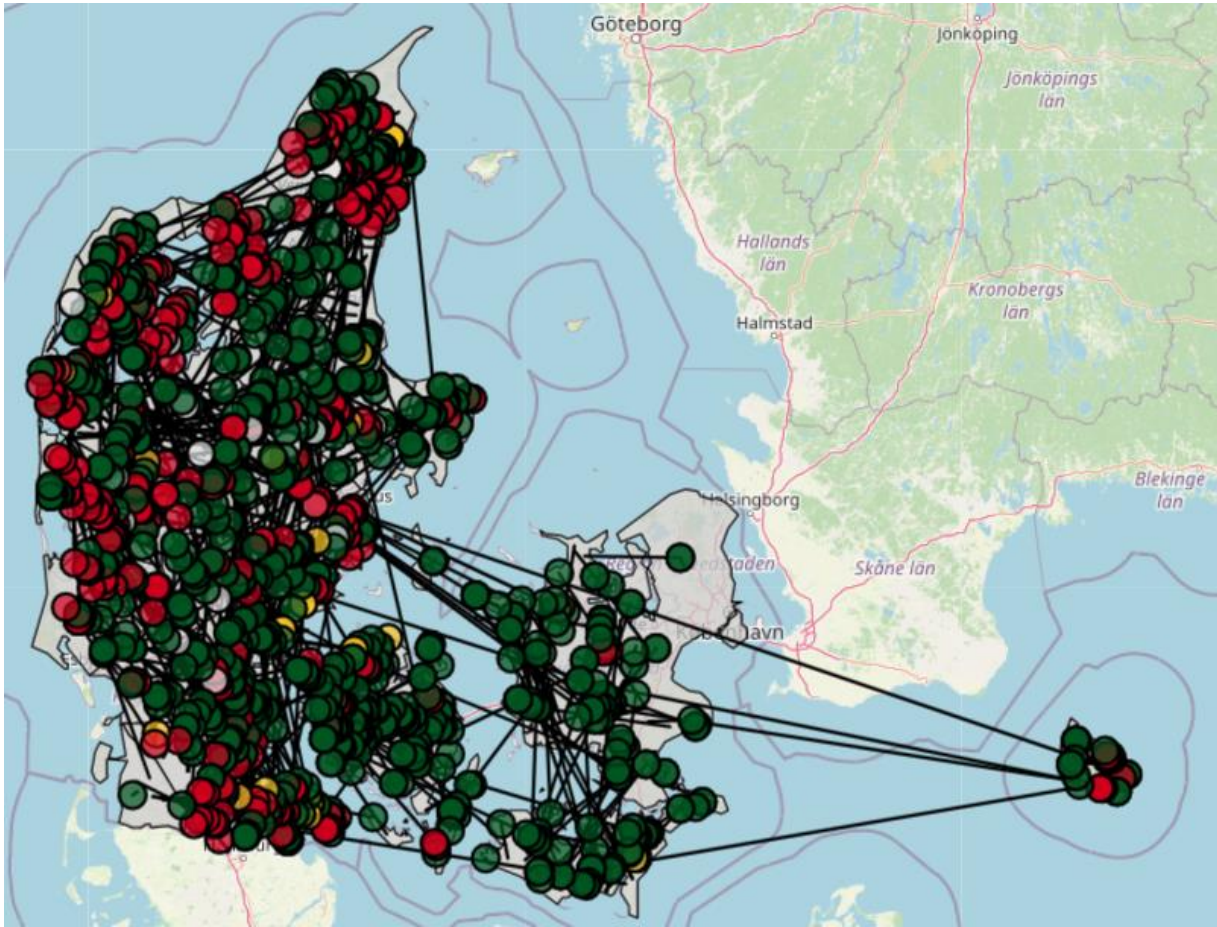 Göteborg
Jönköping
Jönköpings
län
Hallands
län
Kronobergs
län
Halmstad
Blekinge
län
Helsingborg
Skåne län